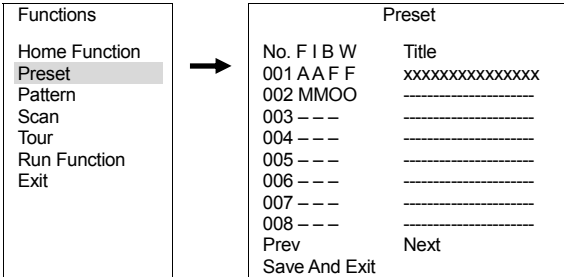 Functions
Home Function
Preset
Pattern
Scan
Tour
Run Function
Exit
Preset
No. F I B W Title
001 A A F F xxxxxxxxxxxxxxx
002 MMOO ----------------------
003 – – – ----------------------
004 – – – ----------------------
005 – – – ----------------------
006 – – – ----------------------
007 – – – ----------------------
008 – – – ----------------------
Prev Next
Save And Exit